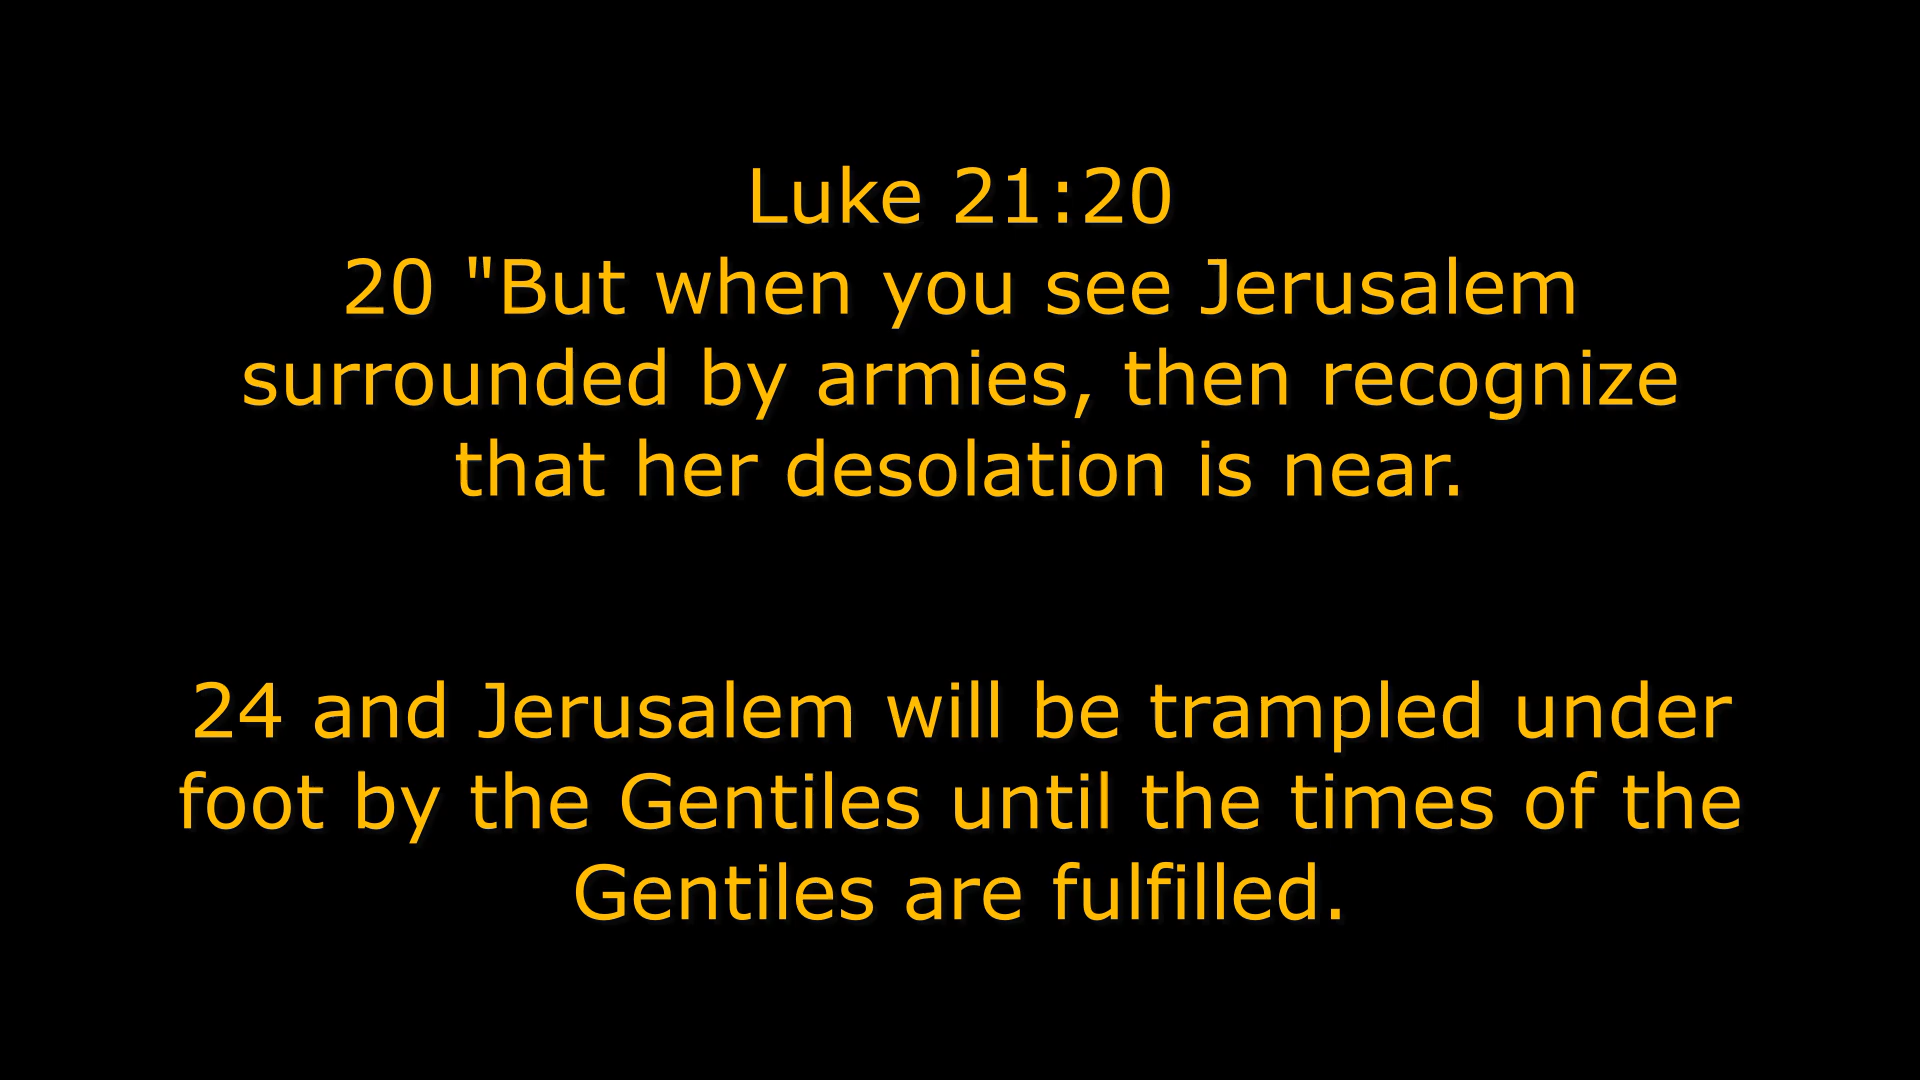 Luke 21:20
20 "But when you see Jerusalem
surrounded by armies, then recognize
that her desolation is near.
24 and Jerusalem will be trampled under
foot by the Gentiles until the times of the
Gentiles are fulfilled.